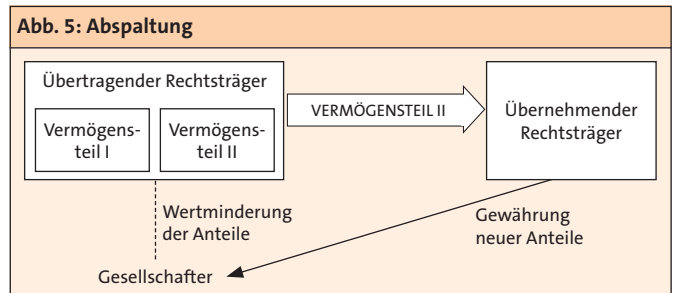 Abb. 5: Abspaltung
Übertragender Rechtsträger
Vermögens-
teil I
Vermögens-
teil II
VERMÖGENSTEIL II
Übernehmender
Rechtsträger
Wertminderung
der Anteile
Gewährung
neuer Anteile
Gesellschafter